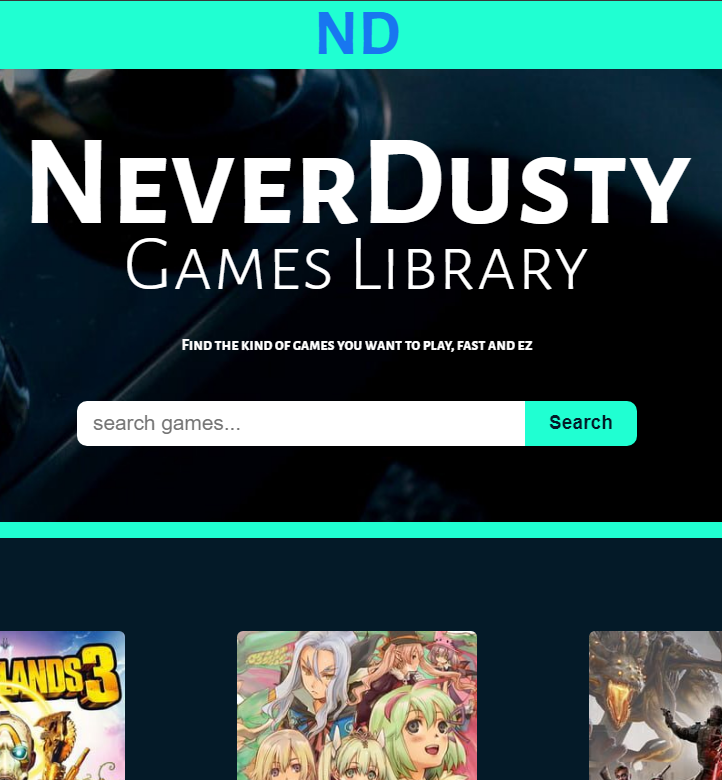 ND
NeverDusty
Games Library
Find the kind of games you want to play, fast and ez
search games...
Search
LANDS 3